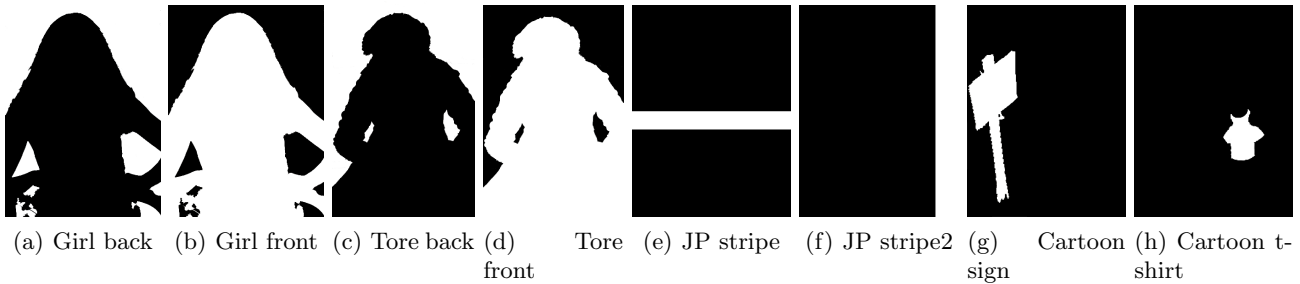 (a) Girl back (b) Girl front (c) Tore back (d) Tore front (e) JP stripe (f) JP stripe2 (g) Cartoon sign (h) Cartoon t-shirt